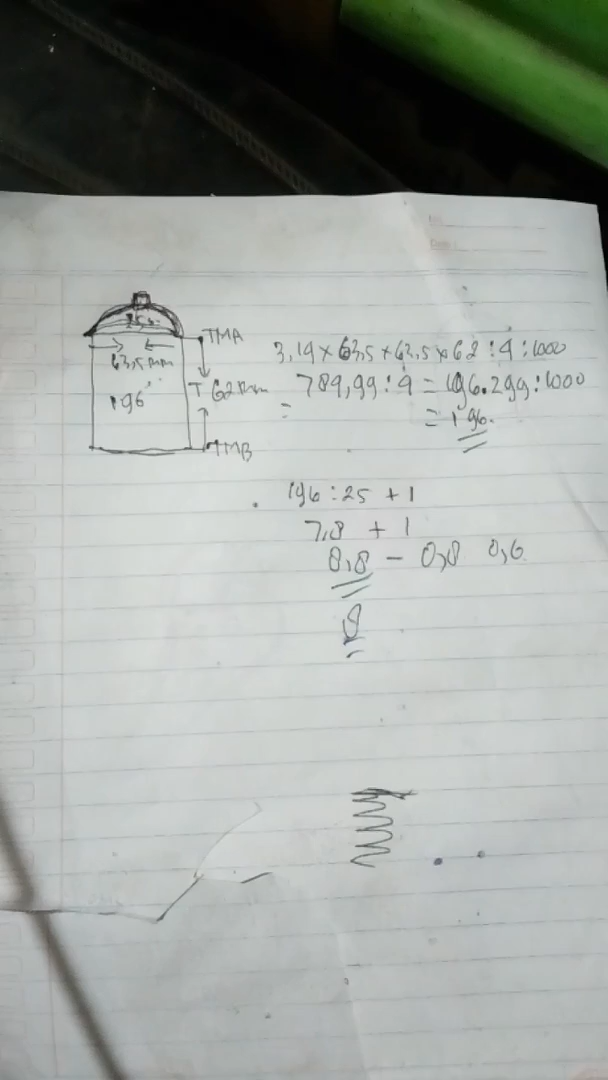 TMA
63,5 mm
T 62 mm
196
TMB
3,14 x 63,5 x 63,5 x 62 : 4 : 1000
784,99 : 4 = 196.299 : 1000
=
= 196.
196 : 25 + 1
7,8 + 1
8,8 - 0,8 0,6
8